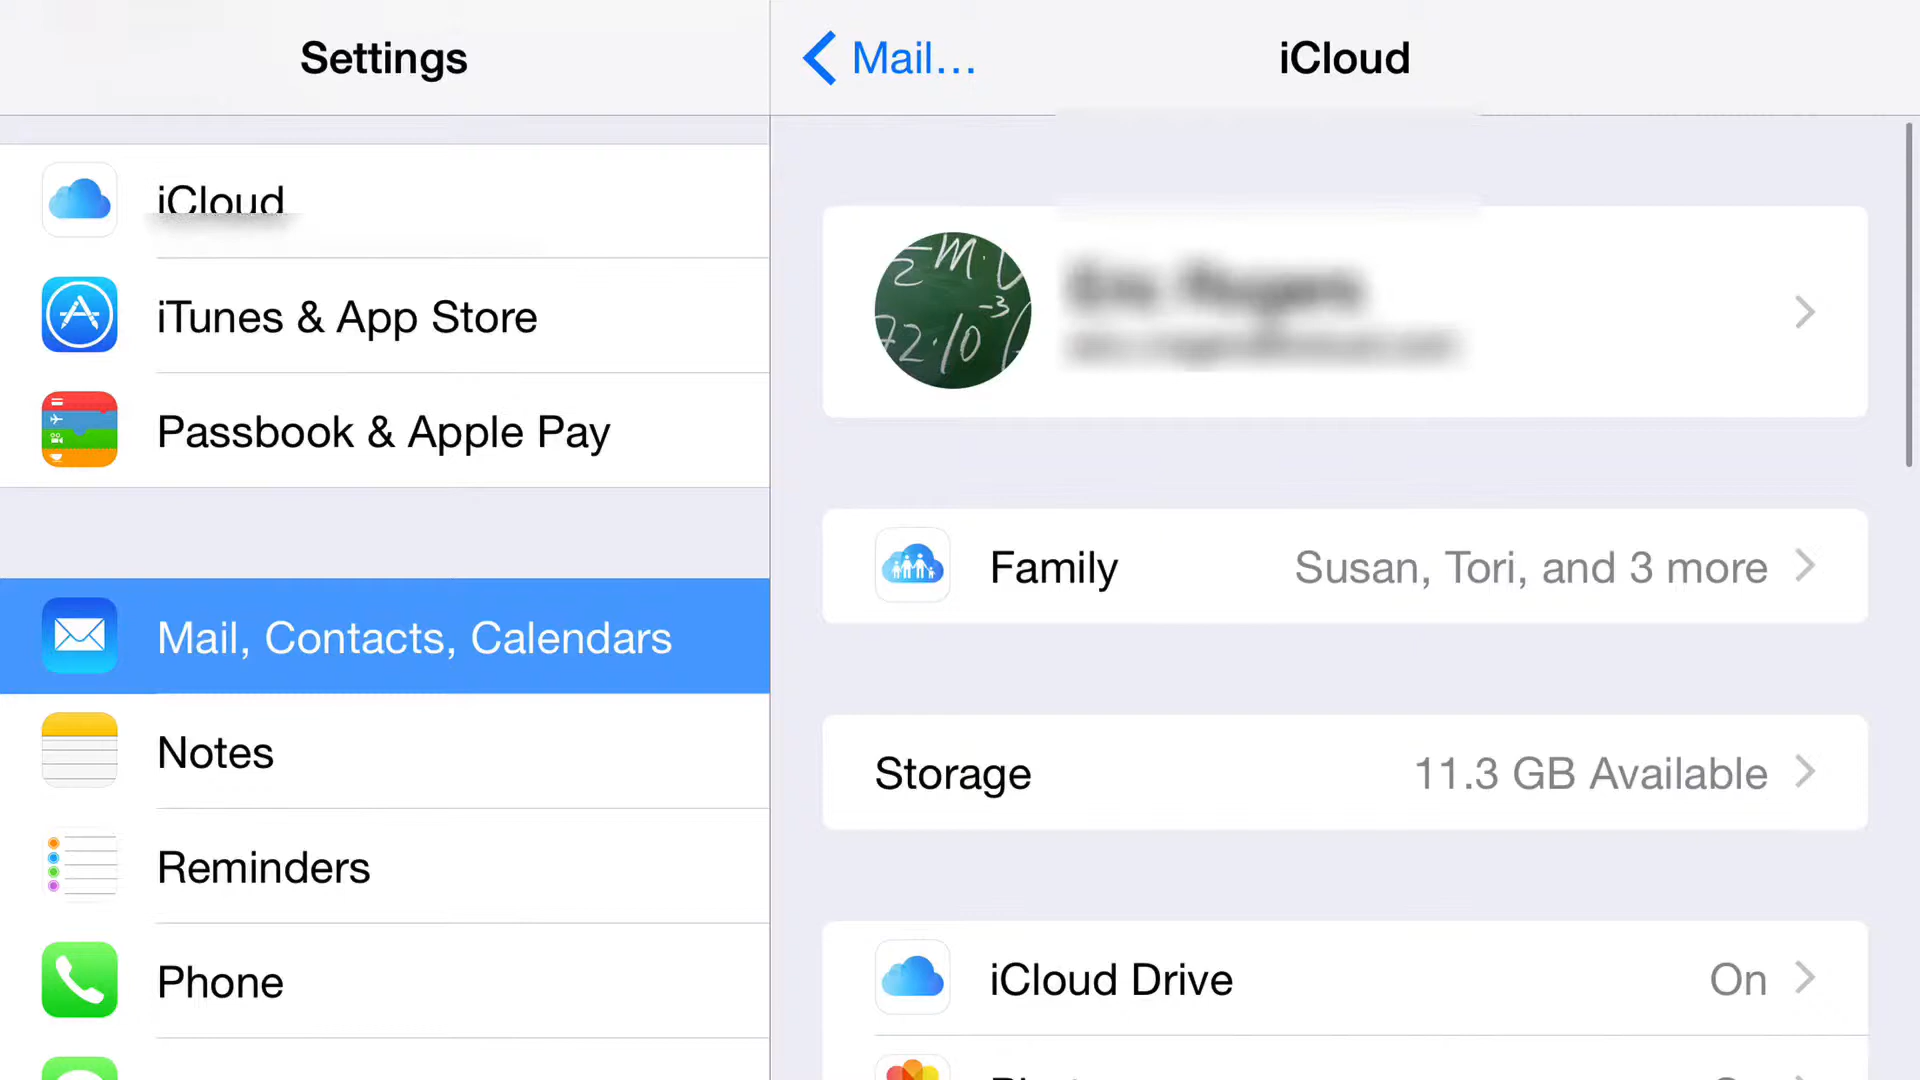 Settings
Mail…
iCloud
iCloud
iTunes & App Store
Passbook & Apple Pay
Mail, Contacts, Calendars
Notes
Reminders
Phone
Family
Susan, Tori, and 3 more
Storage
11.3 GB Available
iCloud Drive
On